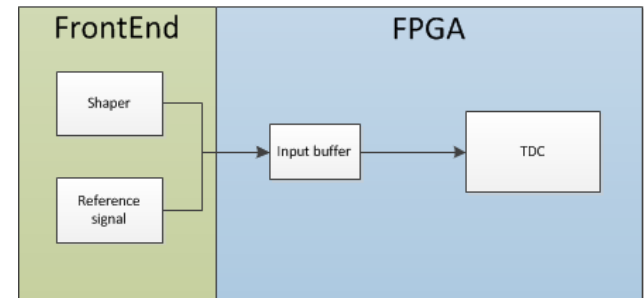 FrontEnd
FPGA
Shaper
Input buffer
TDC
Reference
signal